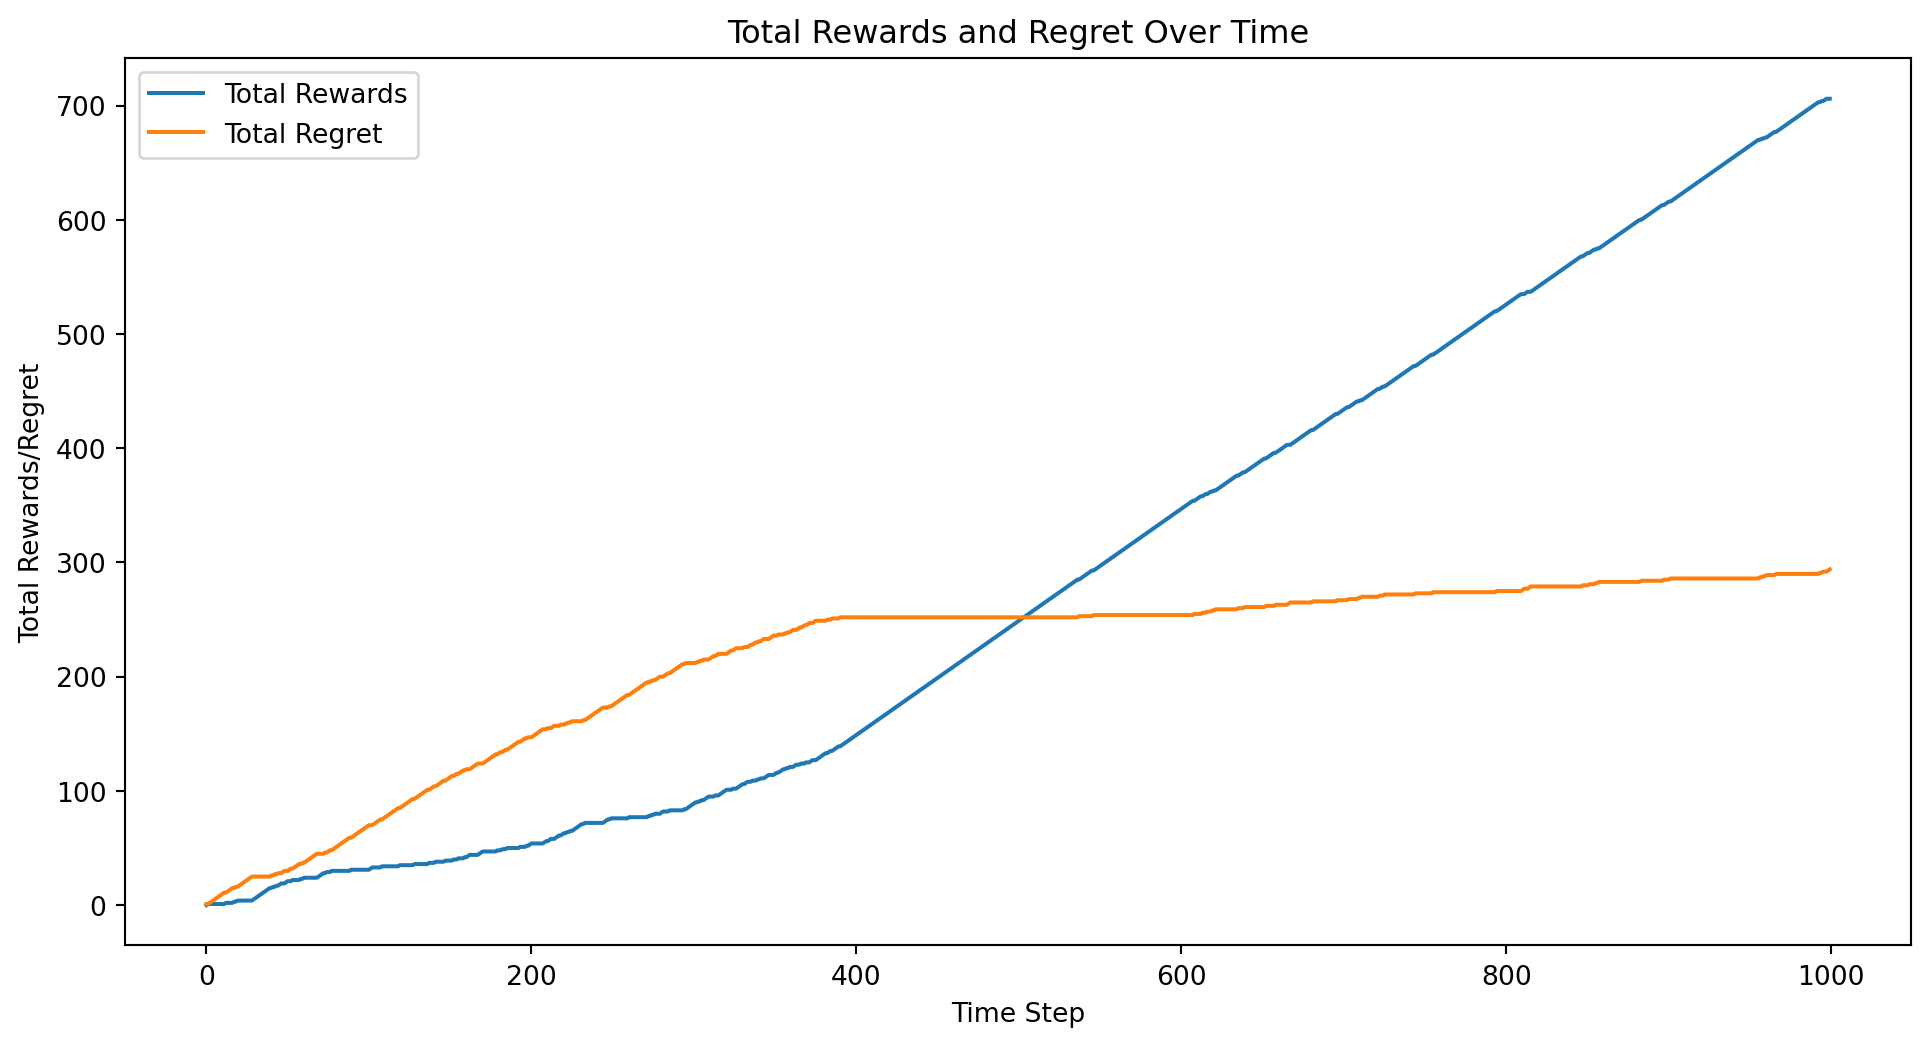 Total Rewards and Regret Over Time
Total Rewards
Total Regret
Total Rewards/Regret
700
600
500
400
300
200
100
0
0 200 400 600 800 1000
Time Step